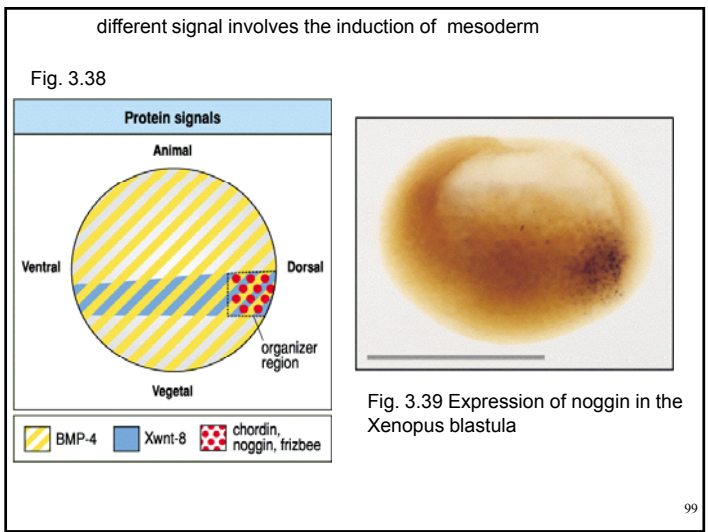 different signal involves the induction of mesoderm
Fig. 3.38
Protein signals
Animal
Ventral
Dorsal
organizer
region
Vegetal
BMP-4
Xwnt-8
chordin,
noggin, frizbee
Fig. 3.39 Expression of noggin in the
Xenopus blastula
99